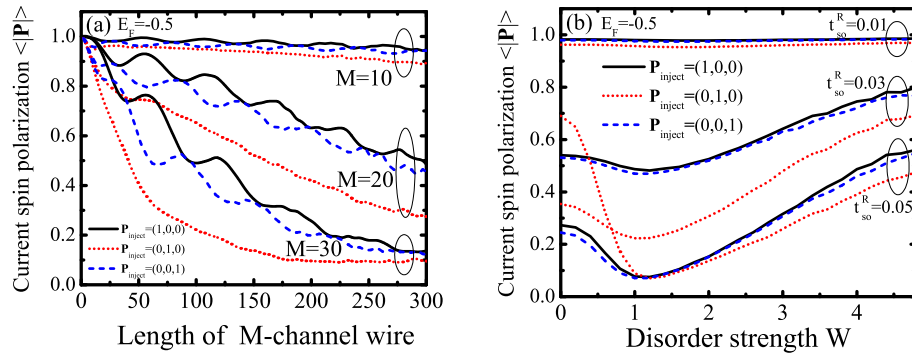 (a) E_F=-0.5
Current spin polarization <|P|>
1.0
0.8
0.6
0.4
0.2
0.0
M=10
M=20
M=30
P_inject=(1,0,0)
P_inject=(0,1,0)
P_inject=(0,0,1)
0 50 100 150 200 250 300
Length of M-channel wire
(b) E_F=-0.5
Current spin polarization <|P|>
1.0
0.8
0.6
0.4
0.2
0.0
t^R_so=0.01
t^R_so=0.03
t^R_so=0.05
P_inject=(1,0,0)
P_inject=(0,1,0)
P_inject=(0,0,1)
0 1 2 3 4
Disorder strength W